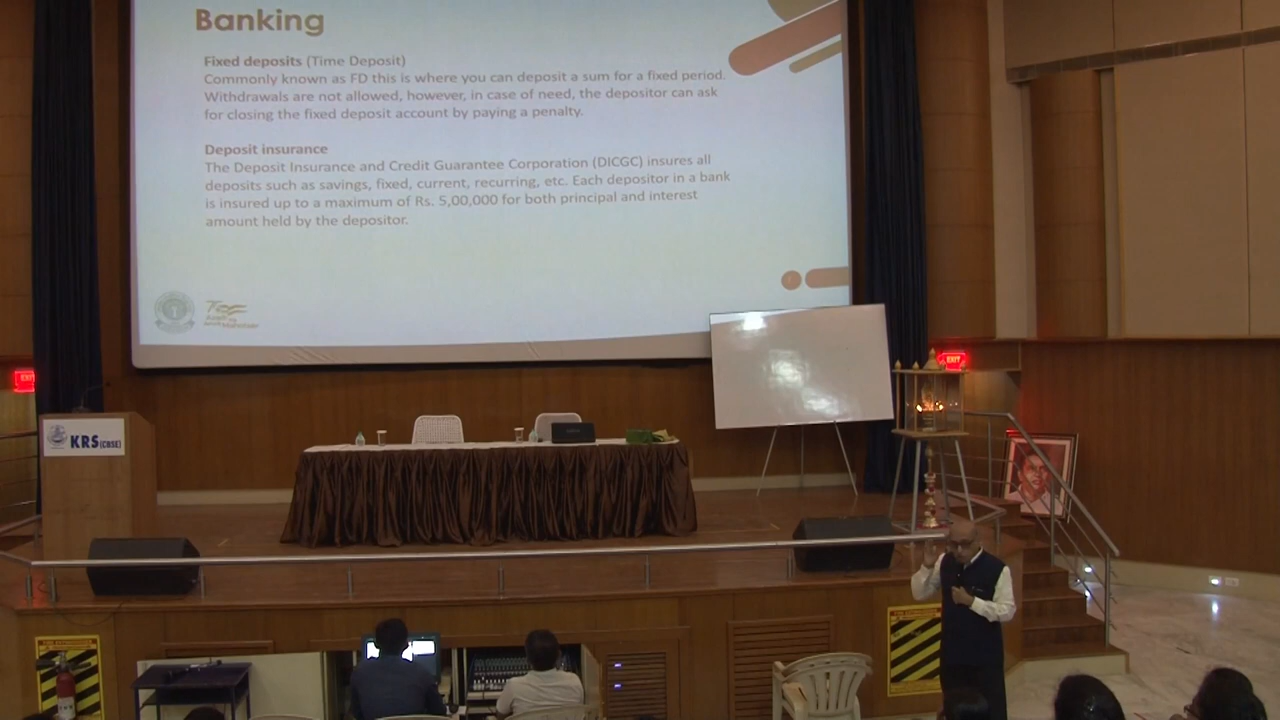 Banking
Fixed deposits (Time Deposit)
Commonly known as FD this is where you can deposit a sum for a fixed period.
Withdrawals are not allowed, however, in case of need, the depositor can ask
for closing the fixed deposit account by paying a penalty.
Deposit insurance
The Deposit Insurance and Credit Guarantee Corporation (DICGC) insures all
deposits such as savings, fixed, current, recurring, etc. Each depositor in a bank
is insured up to a maximum of Rs. 5,00,000 for both principal and interest
amount held by the depositor.
EXIT
EXIT
KRS (CBSE)